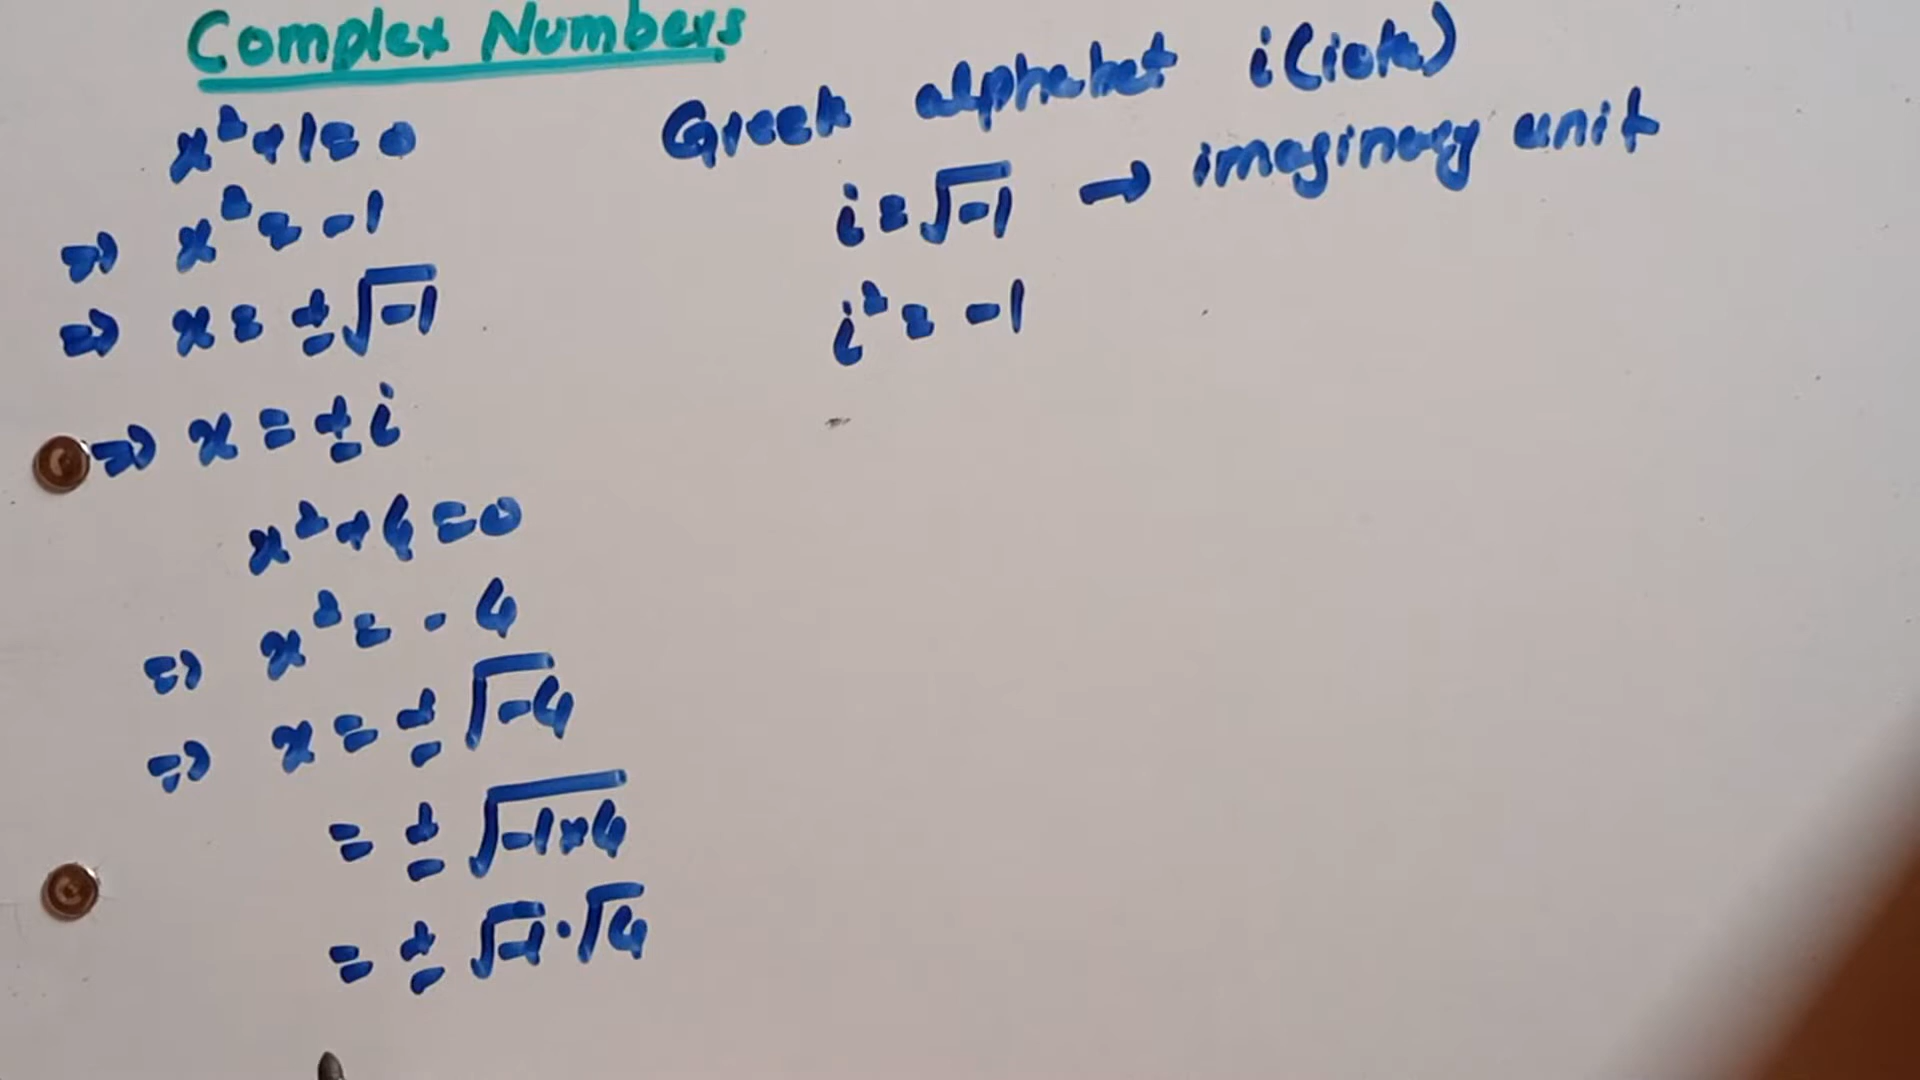 Complex Numbers
x²+1=0
⇒ x²=-1
⇒ x=±√-1
⇒ x=±i
x²+4=0
⇒ x²=-4
⇒ x=±√-4
=±√-1×4
=±√-1·√4
Greek alphabet i(iota)
i=√-1 → imaginary unit
i²=-1